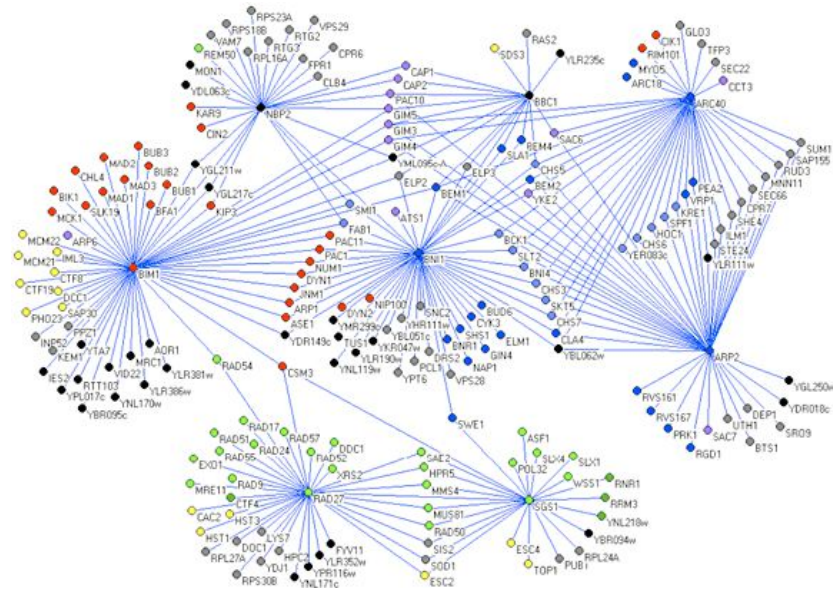 RPS23A
RPS18B
VPS29
RTG2
VAM7
RTG3
REM50
RPL16A
CPR6
MON1
FPR1
YDL063c
CLB4
NBP2
KAR9
CIN2
RAS2
SDS3
YLR235c
CAP1
CAP2
PAC10
BBC1
GIM5
GIM3
GIM4
YML095c-A
GLO3
CIK1
TFP3
RIM101
MYO5
SEC22
ARC18
CCT3
ARC40
SAC6
BUB3
MAD2
BUB2
CHL4
MAD3
BIK1
MAD1
BUB1
MCK1
SLK19
BFA1
YGL211w
YGL217c
KIP3
REM4
SLA1
CHS5
ELP3
ELP2
BEM1
BEM2
YKE2
SMI1
ATS1
FAB1
SUM1
SAP155
RUD3
MNN11
PEA2
SEC66
VRP1
CPR7
KRE1
SHE4
SPF1
ILM1
HOC1
STE24
CHS6
YLR111w
YER083c
MCM22
ARP6
IML3
MCM21
CTF8
BIM1
CTF19
DCC1
PHO23
SAP30
INP52
PPZ1
KEM1
YTA7
AOR1
IES2
VID22
MRC1
YLR381w
RTT103
YPL017c
YLR386w
YNL170w
YBR095c
PAC11
PAC1
NUM1
DYN1
JNM1
ARP1
ASE1
YDR149c
BNI1
BCK1
SLT2
BNI4
CHS3
SKT5
CHS7
CLA4
YBL062w
DYN2
NIP100
SNC2
YMR299c
YHR111w
BUD6
TUS1
YBL051c
CYK3
YKR047w
SHS1
ELM1
YLR190w
DRS2
BNR1
GIN4
YNL119w
PCL1
NAP1
YPT6
VPS28
RAD54
CSM3
SWE1
ARP2
YGL250w
RVS161
YDR018c
RVS167
DEP1
UTH1
SRO9
PRK1
SAC7
BTS1
RGD1
RAD17
RAD57
RAD51
DDC1
RAD24
RAD52
RAD55
SAE2
EXO1
XRS2
HPR5
MRE11
RAD9
RAD27
MMS4
CTF4
CAC2
MUS81
HST3
RAD50
HST1
LYS7
FYV11
SIS2
DOC1
HPC2
YLR352w
SOD1
RPL27A
YDJ1
YPR116w
ESC2
RPS30B
YNL171c
ASF1
SLX4
SLX1
POL32
WSS1
RNR1
SGS1
RRM3
YNL218w
YBR094w
ESC4
RPL24A
PUB1
TOP1